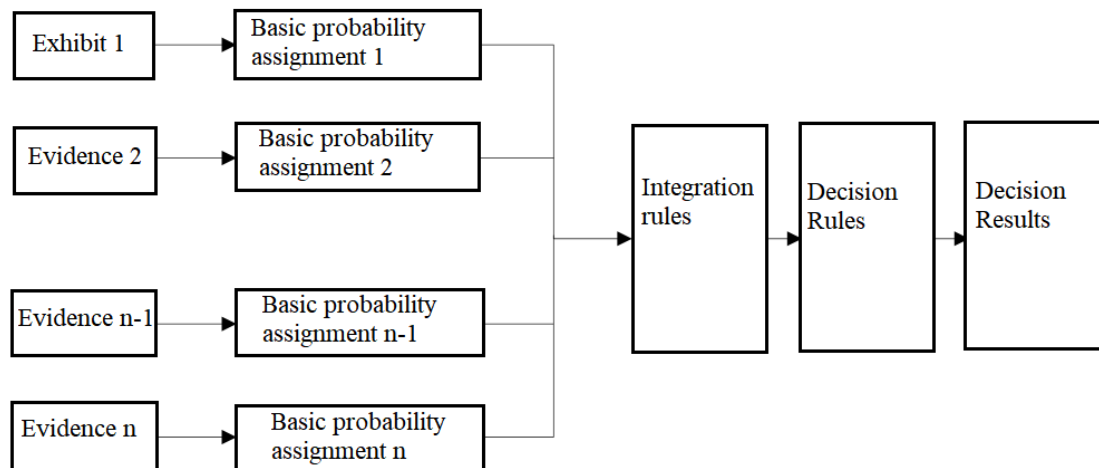 Exhibit 1
Basic probability
assignment 1
Evidence 2
Basic probability
assignment 2
Integration
rules
Decision
Rules
Decision
Results
Evidence n-1
Basic probability
assignment n-1
Evidence n
Basic probability
assignment n